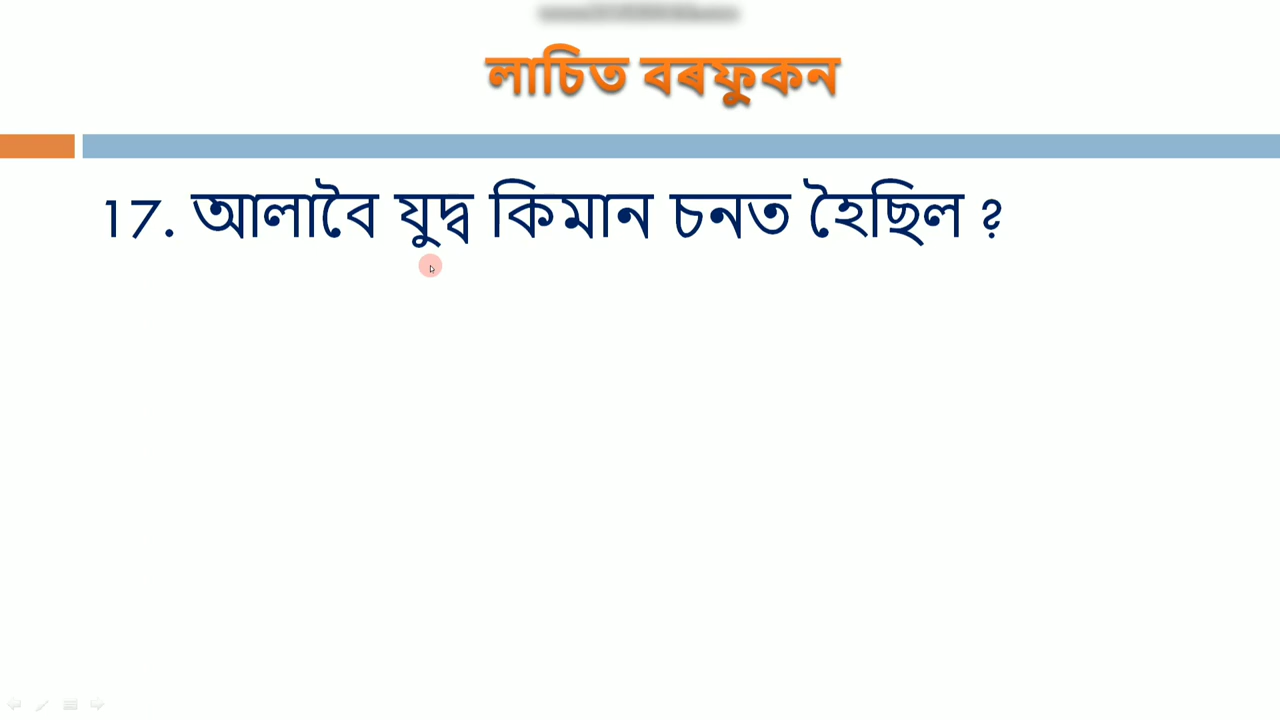 লাচিত বৰফুকন
17. আলাবৈ যুদ্ব কিমান চনত হৈছিল ?